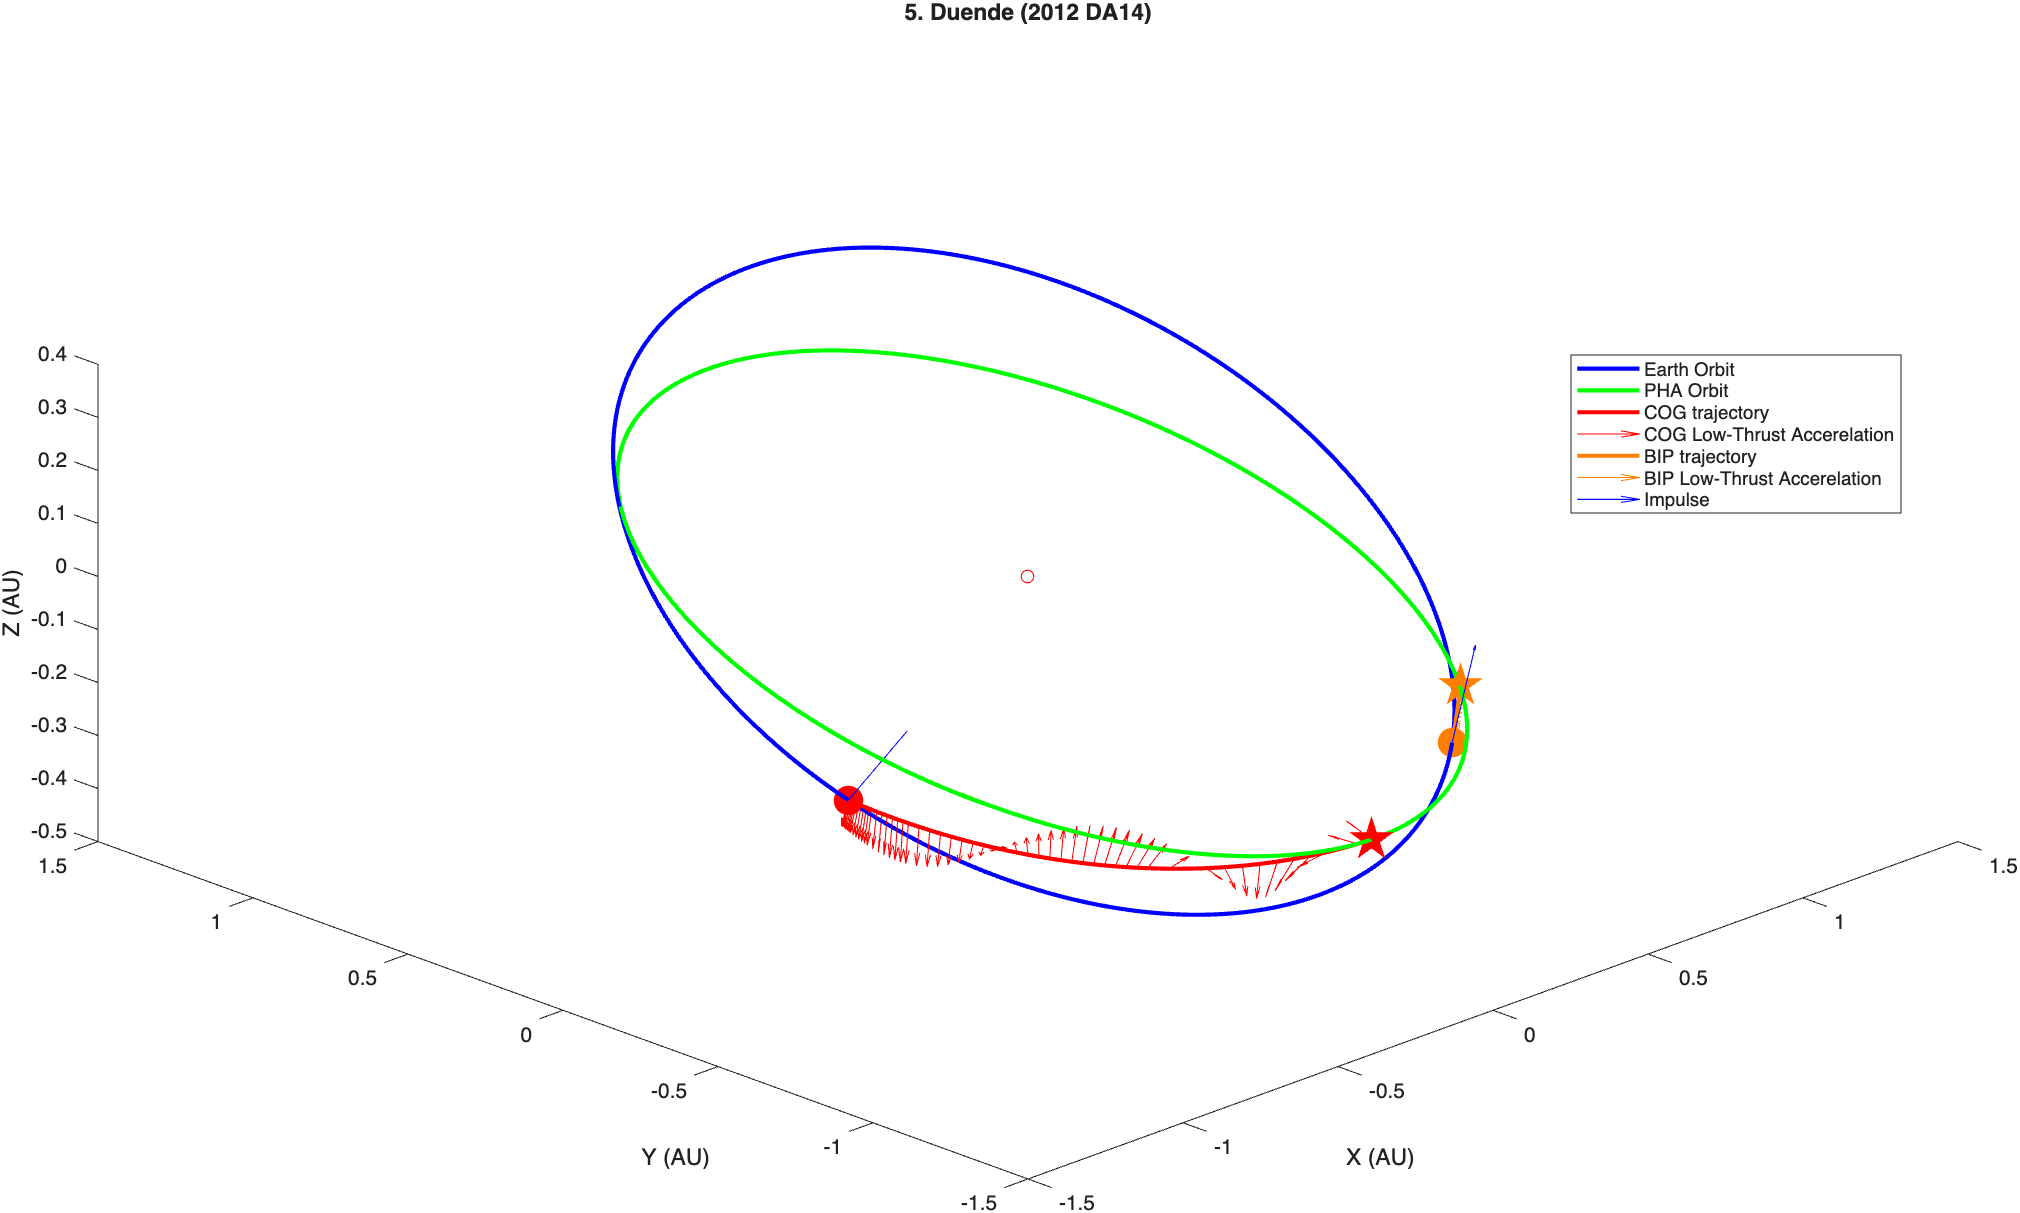 5. Duende (2012 DA14)
Earth Orbit
PHA Orbit
COG trajectory
COG Low-Thrust Accerelation
BIP trajectory
BIP Low-Thrust Accerelation
Impulse
Z (AU)
0.4
0.3
0.2
0.1
0
-0.1
-0.2
-0.3
-0.4
-0.5
1.5
1
0.5
0
-0.5
-1
-1.5
Y (AU)
-1.5
-1
-0.5
0
0.5
1
1.5
X (AU)